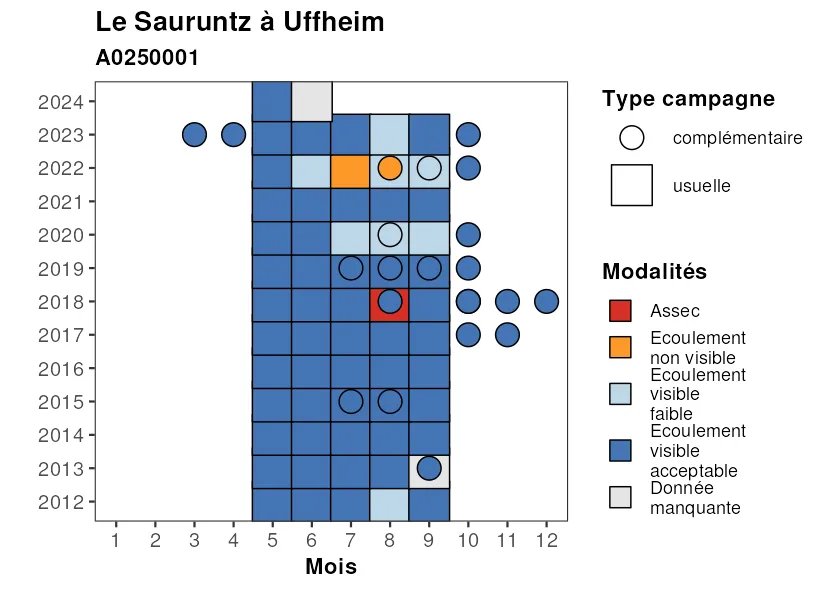 Le Sauruntz à Uffheim
A0250001
2024
2023
2022
2021
2020
2019
2018
2017
2016
2015
2014
2013
2012
1 2 3 4 5 6 7 8 9 10 11 12
Mois
Type campagne
complémentaire
usuelle
Modalités
Assec
Ecoulement
non visible
Ecoulement
visible
faible
Ecoulement
visible
acceptable
Donnée
manquante